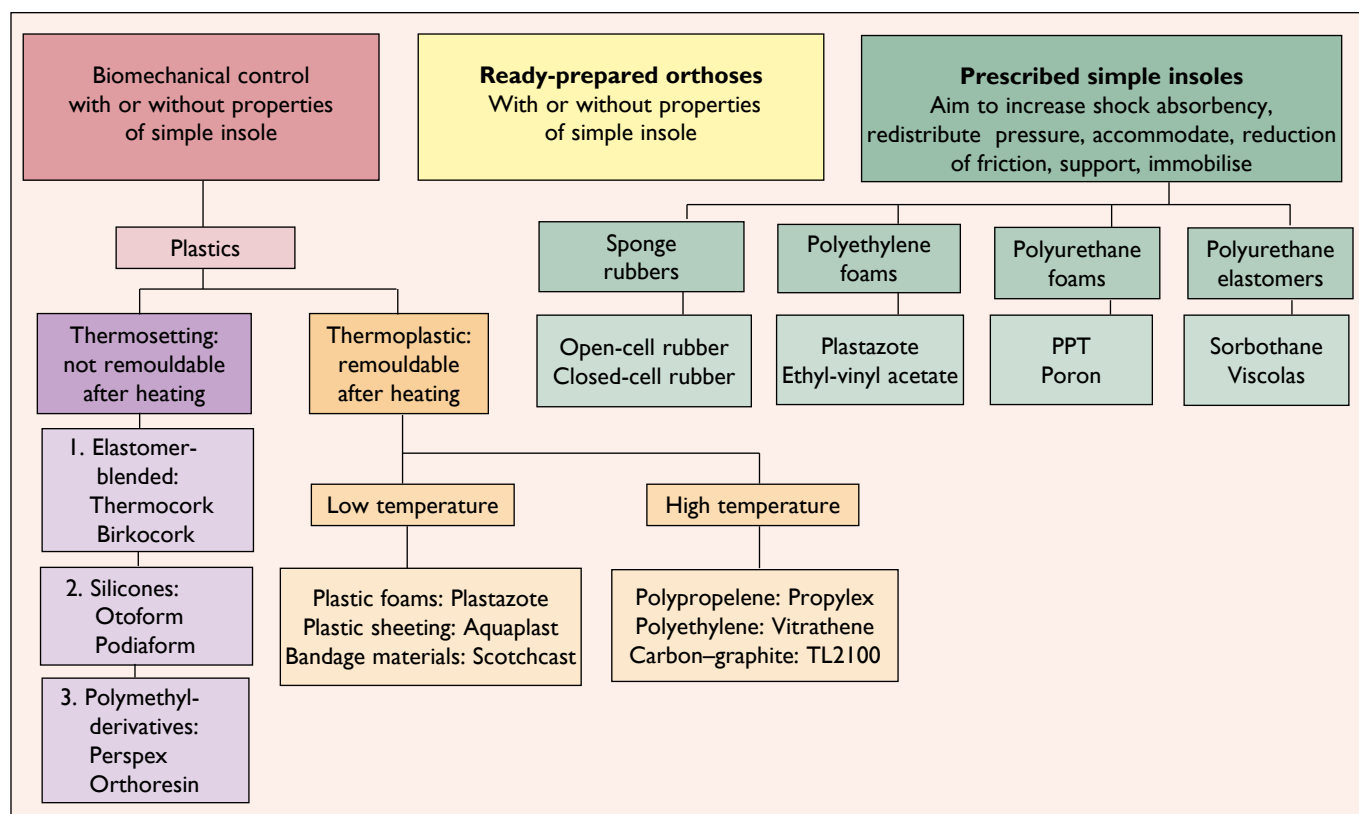 Biomechanical control
with or without properties
of simple insole
Ready-prepared orthoses
With or without properties
of simple insole
Prescribed simple insoles
Aim to increase shock absorbency,
redistribute pressure, accommodate, reduction
of friction, support, immobilise
Plastics
Sponge
rubbers
Polyethylene
foams
Polyurethane
foams
Polyurethane
elastomers
Open-cell rubber
Closed-cell rubber
Plastazote
Ethyl-vinyl acetate
PPT
Poron
Sorbothane
Viscolas
Thermosetting:
not remouldable
after heating
Thermoplastic:
remouldable
after heating
1. Elastomer-
blended:
Thermocork
Birkocork
2. Silicones:
Otoform
Podiaform
3. Polymethyl-
derivatives:
Perspex
Orthoresin
Low temperature
High temperature
Plastic foams: Plastazote
Plastic sheeting: Aquaplast
Bandage materials: Scotchcast
Polypropelene: Propylex
Polyethylene: Vitrathene
Carbon–graphite: TL2100